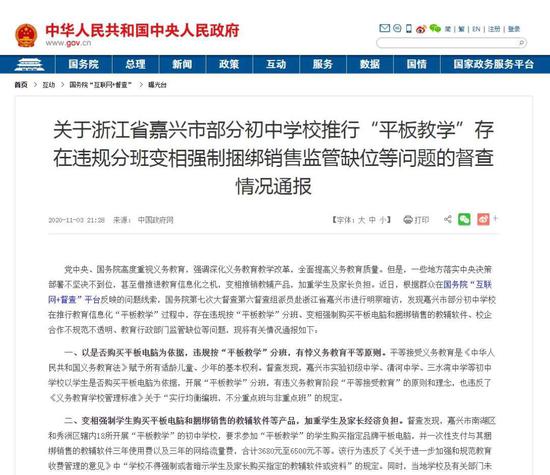 中华人民共和国中央人民政府
www.gov.cn
简 | 繁 | EN | 注册 | 登录
国务院 总理 新闻 政策 互动 服务 数据 国情 国家政务服务平台
首页 > 互动 > 国务院“互联网+督查” > 曝光台
关于浙江省嘉兴市部分初中学校推行“平板教学”存
在违规分班变相强制捆绑销售监管缺位等问题的督查
情况通报
2020-11-03 21:28 来源: 中国政府网 【字体:大 中 小】 打印
党中央、国务院高度重视义务教育,强调深化义务教育教学改革,全面提高义务教育质量。但是,一些地方落实中央决策
部署不坚决不到位,甚至借推进教育信息化之机,变相推销教辅产品、加重学生及家长负担。近日,根据群众在国务院“互联
网+督查”平台反映的问题线索,国务院第七次大督查第六督查组派员赴浙江省嘉兴市进行明察暗访,发现嘉兴市部分初中学校
在推行教育信息化“平板教学”过程中,存在违规按“平板教学”分班、变相强制购买平板电脑和捆绑销售的教辅软件、校企
合作不规范不透明、教育行政部门监管缺位等问题,现将有关情况通报如下:
一、以是否购买平板电脑为依据,违规按“平板教学”分班,有悖义务教育平等原则。平等接受义务教育是《中华人
民共和国义务教育法》赋予所有适龄儿童、少年的基本权利。督查发现,嘉兴市实验初级中学、清河中学、三水湾中学等初中
学校以学生是否购买平板电脑为依据,开展“平板教学”分班,有违义务教育阶段“平等接受教育”的原则和理念,也违反了
《义务教育学校管理标准》关于“实行均衡编班,不分重点班与非重点班”的规定。
二、变相强制学生购买平板电脑和捆绑销售的教辅软件等产品,加重学生及家长经济负担。督查发现,嘉兴市南湖区
和秀洲区辖内18所开展“平板教学”的初中学校,要求参加“平板教学”的学生购买指定品牌平板电脑,并一次性支付与其捆
绑销售的教辅软件三年使用费以及三年的网络流量费,合计3680元至6500元不等。该行为违反了《关于进一步加强和规范教育
收费管理的意见》中“学校不得强制或者暗示学生及家长购买指定的教辅软件或资料”的规定。同时,当地学校及有关部门未